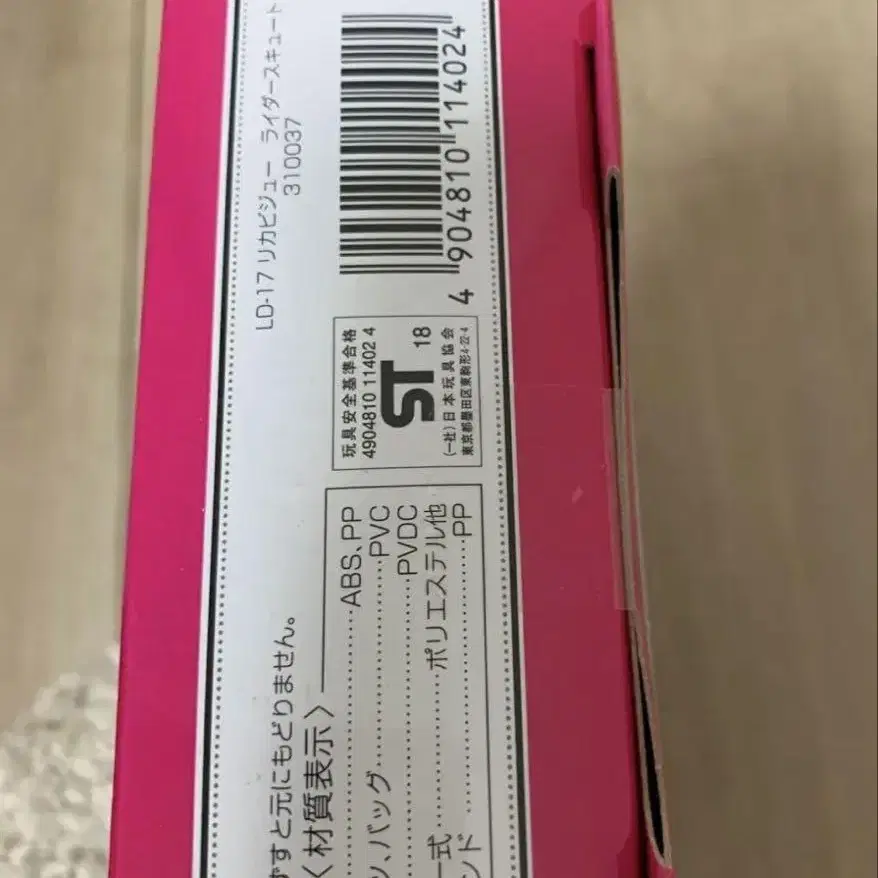 LD-17 リカビジュー ライダースキュート
310037
4 904810 114024
玩具安全基準合格
4904810 11402 4
ST 18
(一社)日本玩具協会
東京都墨田区東駒形4-22-4
すと元にもどりません。
〈材質表示〉
ABS、PP
、バッグ PVC
PVDC
一式 ポリエステル他
ンド PP